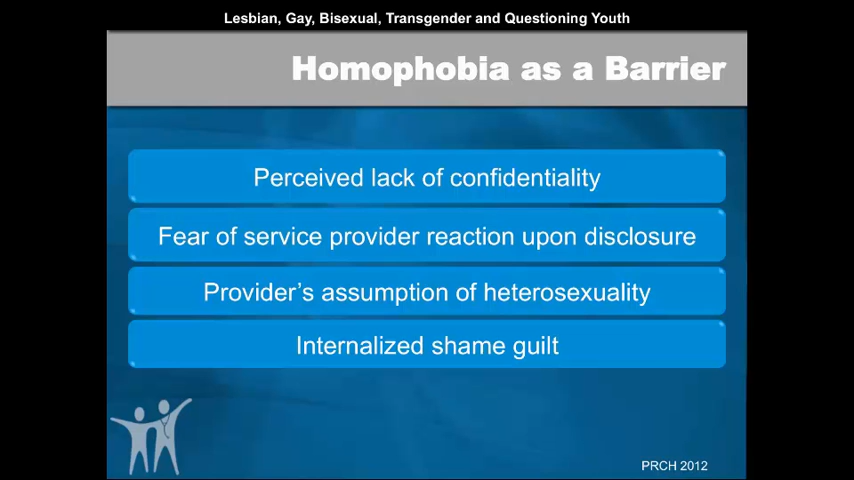 Lesbian, Gay, Bisexual, Transgender and Questioning Youth
Homophobia as a Barrier
Perceived lack of confidentiality
Fear of service provider reaction upon disclosure
Provider’s assumption of heterosexuality
Internalized shame guilt
PRCH 2012